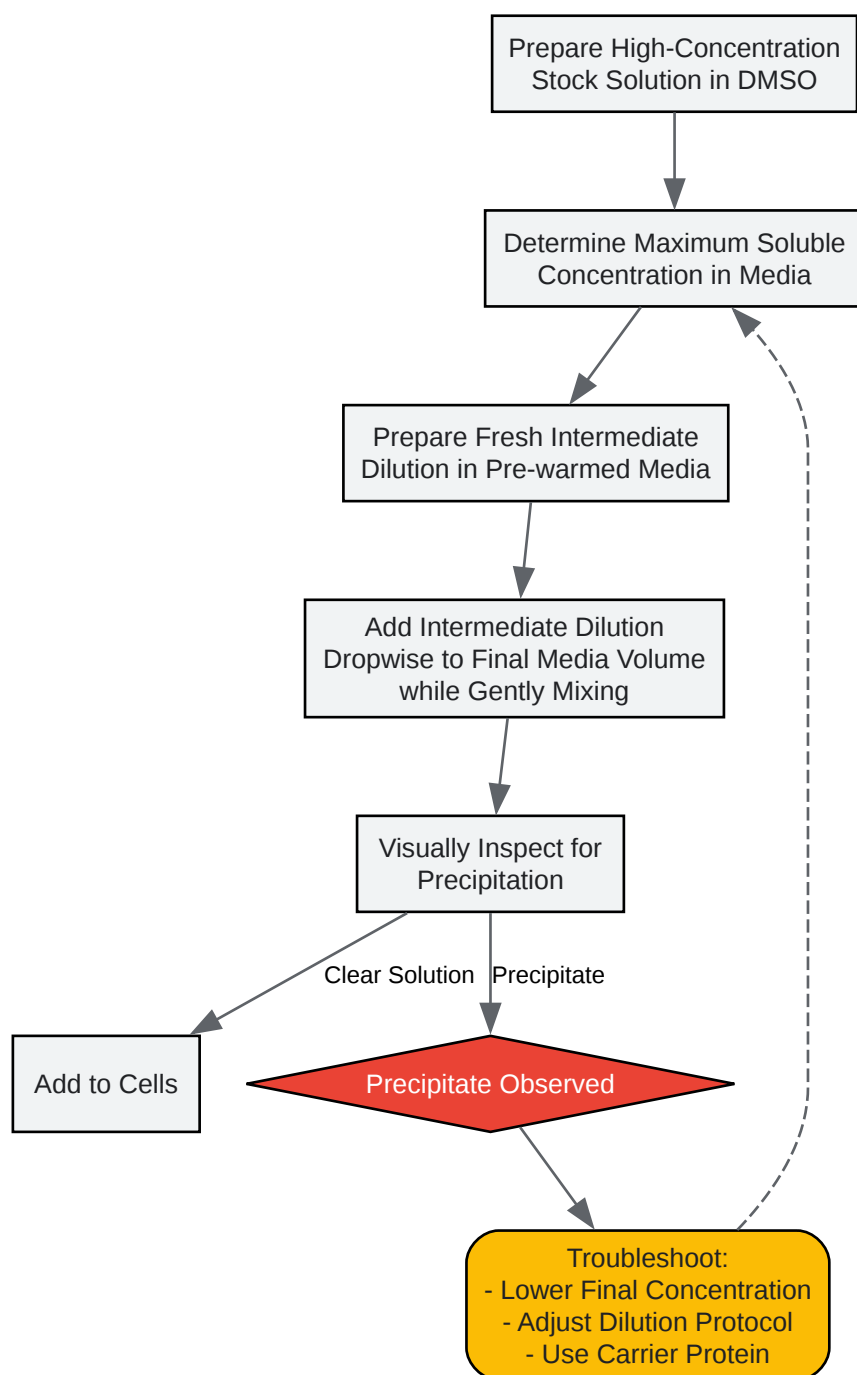 Prepare High-Concentration
Stock Solution in DMSO
Determine Maximum Soluble
Concentration in Media
Prepare Fresh Intermediate
Dilution in Pre-warmed Media
Add Intermediate Dilution
Dropwise to Final Media Volume
while Gently Mixing
Visually Inspect for
Precipitation
Clear Solution
Precipitate
Add to Cells
Precipitate Observed
Troubleshoot:
- Lower Final Concentration
- Adjust Dilution Protocol
- Use Carrier Protein